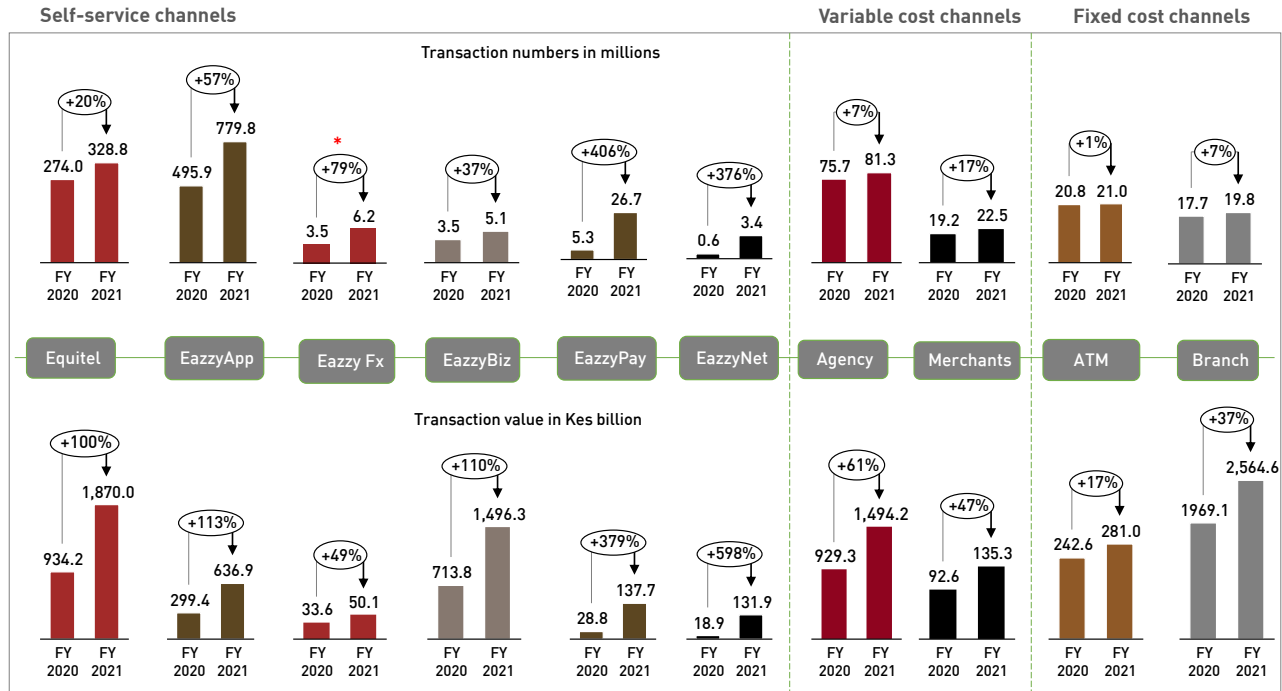 Self-service channels
Variable cost channels
Fixed cost channels
Transaction numbers in millions
+20%
274.0
328.8
FY 2020
FY 2021
+57%
495.9
779.8
FY 2020
FY 2021
*
+79%
3.5
6.2
FY 2020
FY 2021
+37%
3.5
5.1
FY 2020
FY 2021
+406%
5.3
26.7
FY 2020
FY 2021
+376%
0.6
3.4
FY 2020
FY 2021
+7%
75.7
81.3
FY 2020
FY 2021
+17%
19.2
22.5
FY 2020
FY 2021
+1%
20.8
21.0
FY 2020
FY 2021
+7%
17.7
19.8
FY 2020
FY 2021
Equitel
EazzyApp
Eazzy Fx
EazzyBiz
EazzyPay
EazzyNet
Agency
Merchants
ATM
Branch
Transaction value in Kes billion
+100%
934.2
1,870.0
FY 2020
FY 2021
+113%
299.4
636.9
FY 2020
FY 2021
+49%
33.6
50.1
FY 2020
FY 2021
+110%
713.8
1,496.3
FY 2020
FY 2021
+379%
28.8
137.7
FY 2020
FY 2021
+598%
18.9
131.9
FY 2020
FY 2021
+61%
929.3
1,494.2
FY 2020
FY 2021
+47%
92.6
135.3
FY 2020
FY 2021
+17%
242.6
281.0
FY 2020
FY 2021
+37%
1969.1
2,564.6
FY 2020
FY 2021